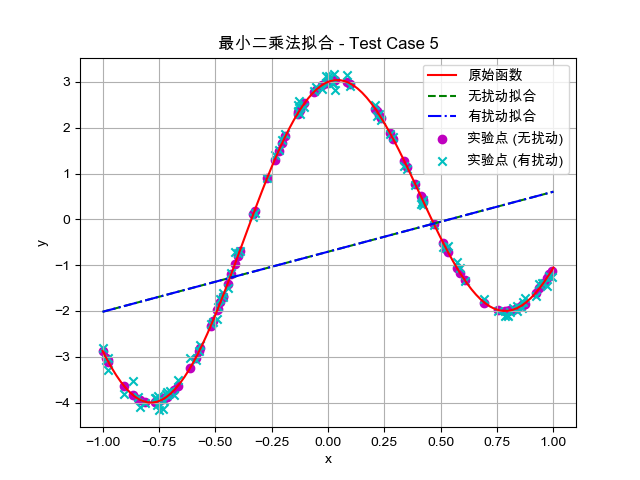 最小二乘法拟合 - Test Case 5
原始函数
无扰动拟合
有扰动拟合
实验点 (无扰动)
实验点 (有扰动)
3
2
1
0
−1
−2
−3
−4
y
−1.00 −0.75 −0.50 −0.25 0.00 0.25 0.50 0.75 1.00
x